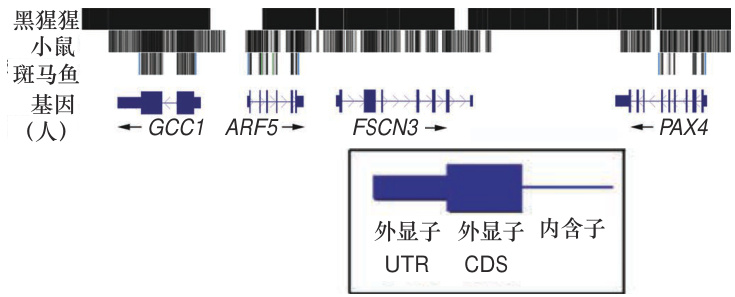 黑猩猩
小鼠
斑马鱼
基因
(人)
← GCC1 ARF5 → FSCN3 → ← PAX4
外显子 外显子 内含子
UTR CDS